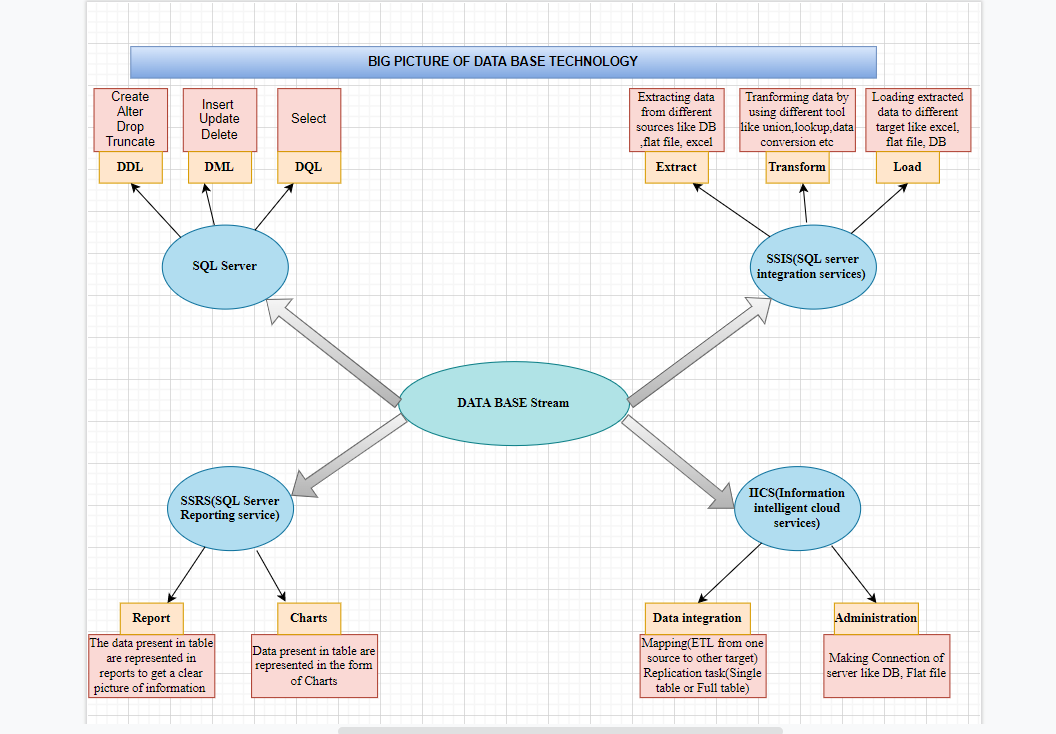 BIG PICTURE OF DATA BASE TECHNOLOGY
Create
Alter
Drop
Truncate
DDL
Insert
Update
Delete
DML
Select
DQL
Extracting data
from different
sources like DB
,flat file, excel
Extract
Tranforming data by
using different tool
like union,lookup,data
conversion etc
Transform
Loading extracted
data to different
target like excel,
flat file, DB
Load
SQL Server
SSIS(SQL server
integration services)
DATA BASE Stream
SSRS(SQL Server
Reporting service)
IICS(Information
intelligent cloud
services)
Report
The data present in table
are represented in
reports to get a clear
picture of information
Charts
Data present in table are
represented in the form
of Charts
Data integration
Mapping(ETL from one
source to other target)
Replication task(Single
table or Full table)
Administration
Making Connection of
server like DB, Flat file